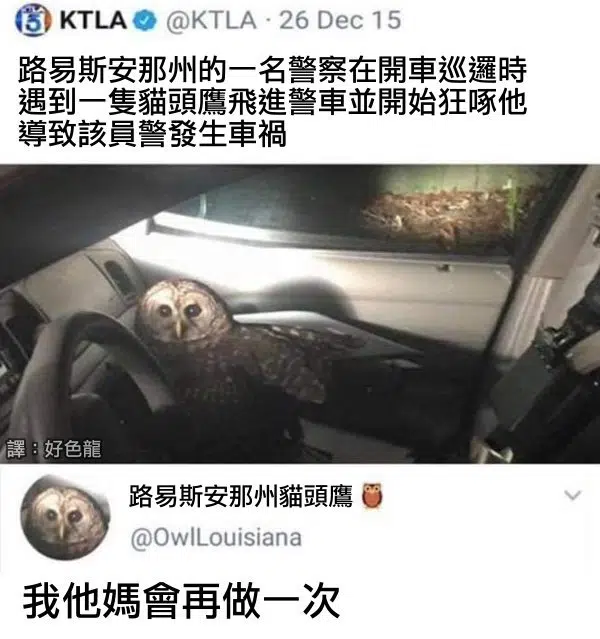 KTLA @KTLA · 26 Dec 15
路易斯安那州的一名警察在開車巡邏時
遇到一隻貓頭鷹飛進警車並開始狂啄他
導致該員警發生車禍
譯：好色龍
路易斯安那州貓頭鷹🦉
@OwlLouisiana
我他媽會再做一次